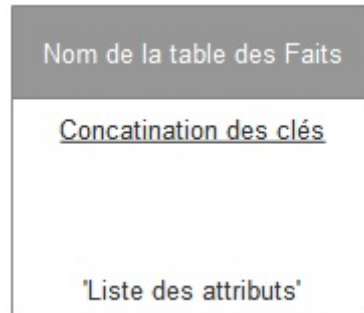 Nom de la table des Faits
Concatination des clés
'Liste des attributs'